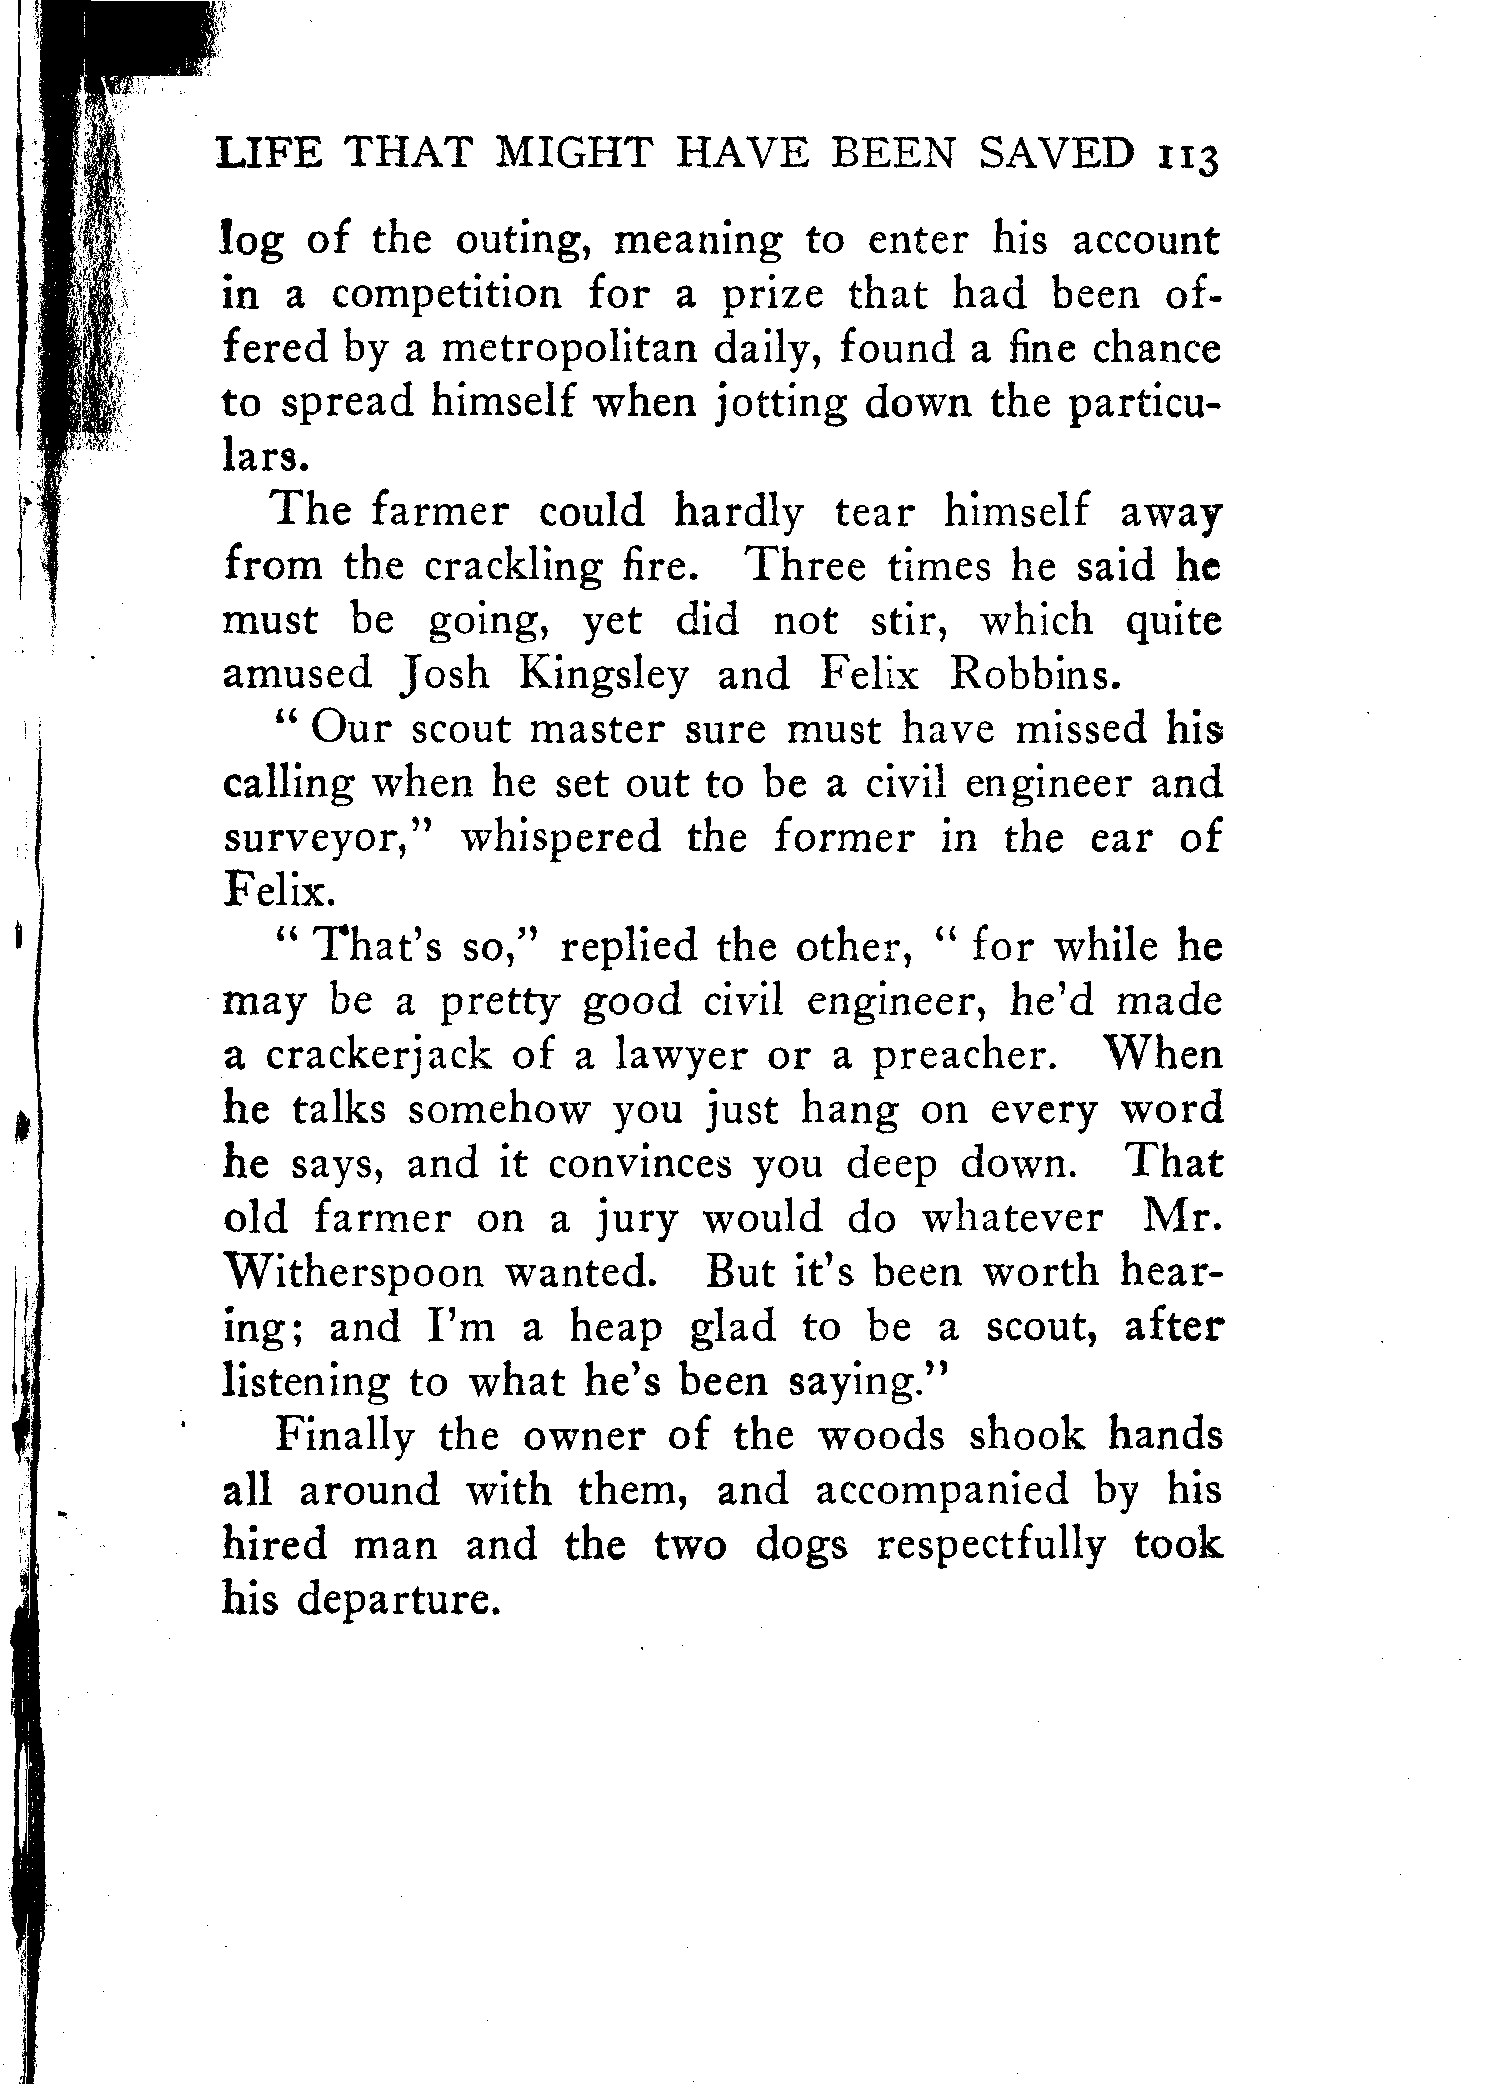 LIFE THAT MIGHT HAVE BEEN SAVED 113
log of the outing, meaning to enter his account
in a competition for a prize that had been of-
fered by a metropolitan daily, found a fine chance
to spread himself when jotting down the particu-
lars.
The farmer could hardly tear himself away
from the crackling fire. Three times he said he
must be going, yet did not stir, which quite
amused Josh Kingsley and Felix Robbins.
“ Our scout master sure must have missed his
calling when he set out to be a civil engineer and
surveyor,” whispered the former in the ear of
Felix.
“ That's so,” replied the other, “ for while he
may be a pretty good civil engineer, he'd made
a crackerjack of a lawyer or a preacher. When
he talks somehow you just hang on every word
he says, and it convinces you deep down. That
old farmer on a jury would do whatever Mr.
Witherspoon wanted. But it's been worth hear-
ing; and I'm a heap glad to be a scout, after
listening to what he's been saying.”
Finally the owner of the woods shook hands
all around with them, and accompanied by his
hired man and the two dogs respectfully took
his departure.